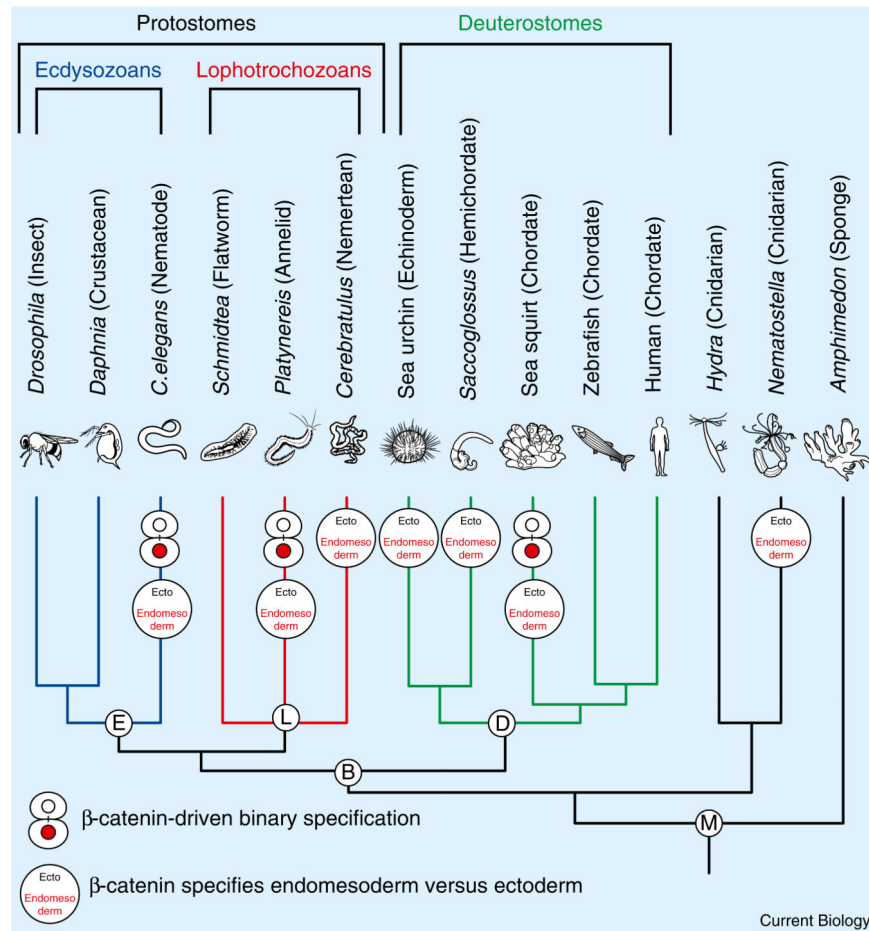 Protostomes
Deuterostomes
Ecdysozoans
Lophotrochozoans
Drosophila (Insect)
Daphnia (Crustacean)
C.elegans (Nematode)
Schmidtea (Flatworm)
Platynereis (Annelid)
Cerebratulus (Nemertean)
Sea urchin (Echinoderm)
Saccoglossus (Hemichordate)
Sea squirt (Chordate)
Zebrafish (Chordate)
Human (Chordate)
Hydra (Cnidarian)
Nematostella (Cnidarian)
Amphimedon (Sponge)
Ecto
Endomeso
derm
Ecto
Endomeso
derm
Ecto
Endomeso
derm
Ecto
Endomeso
derm
Ecto
Endomeso
derm
Ecto
Endomeso
derm
Ecto
Endomeso
derm
Ecto
Endomeso
derm
E
L
D
B
M
β-catenin-driven binary specification
Ecto
Endomeso
derm
β-catenin specifies endomesoderm versus ectoderm
Current Biology